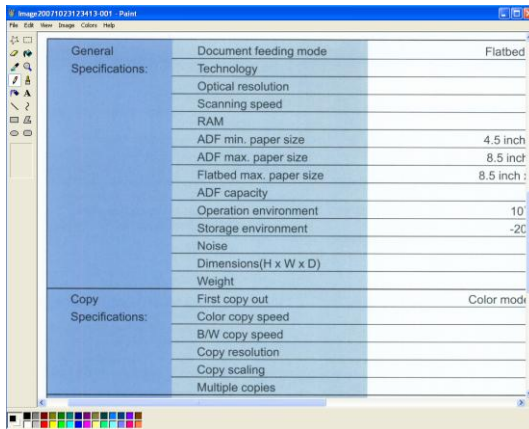 Image20071023123413-001 - Paint
File Edit View Image Colors Help
General Document feeding mode Flatbed
Specifications: Technology
Optical resolution
Scanning speed
RAM
ADF min. paper size 4.5 inch
ADF max. paper size 8.5 inch
Flatbed max. paper size 8.5 inch
ADF capacity
Operation environment 10
Storage environment -20
Noise
Dimensions(H x W x D)
Weight
Copy First copy out Color mode
Specifications: Color copy speed
B/W copy speed
Copy resolution
Copy scaling
Multiple copies